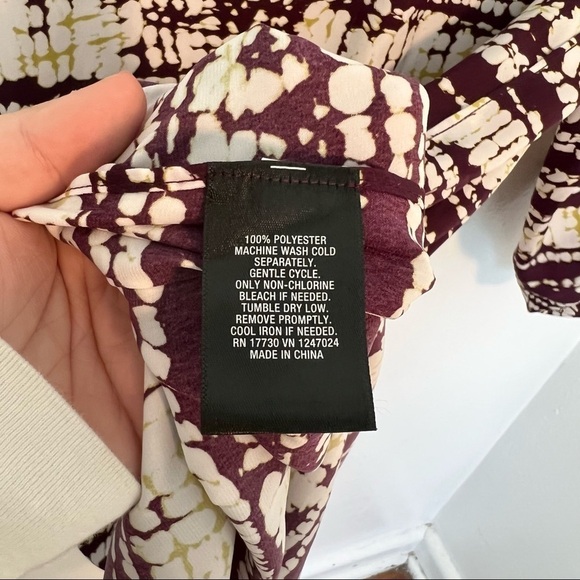 100% POLYESTER
MACHINE WASH COLD
SEPARATELY.
GENTLE CYCLE.
ONLY NON-CHLORINE
BLEACH IF NEEDED.
TUMBLE DRY LOW.
REMOVE PROMPTLY.
COOL IRON IF NEEDED.
RN 17730 VN 1247024
MADE IN CHINA